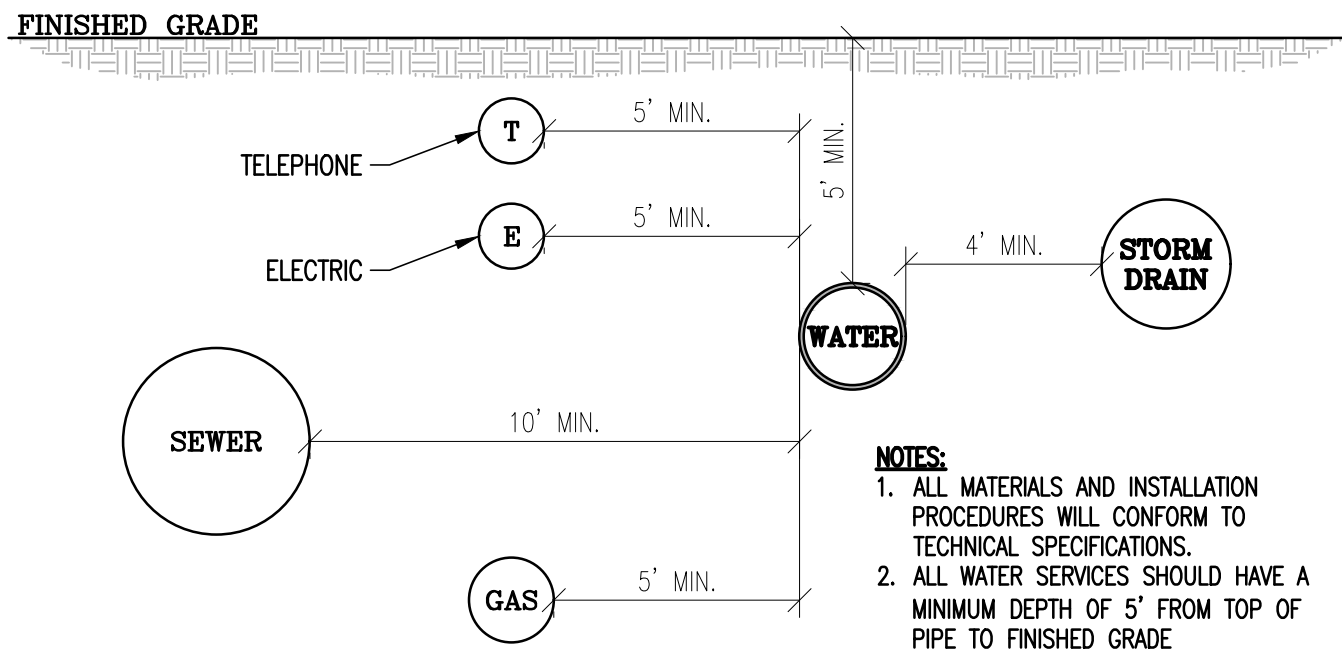 FINISHED GRADE
T
5' MIN.
TELEPHONE
5' MIN.
E
5' MIN.
ELECTRIC
4' MIN.
STORM
DRAIN
WATER
SEWER
10' MIN.
GAS
5' MIN.
NOTES:
1. ALL MATERIALS AND INSTALLATION
PROCEDURES WILL CONFORM TO
TECHNICAL SPECIFICATIONS.
2. ALL WATER SERVICES SHOULD HAVE A
MINIMUM DEPTH OF 5' FROM TOP OF
PIPE TO FINISHED GRADE